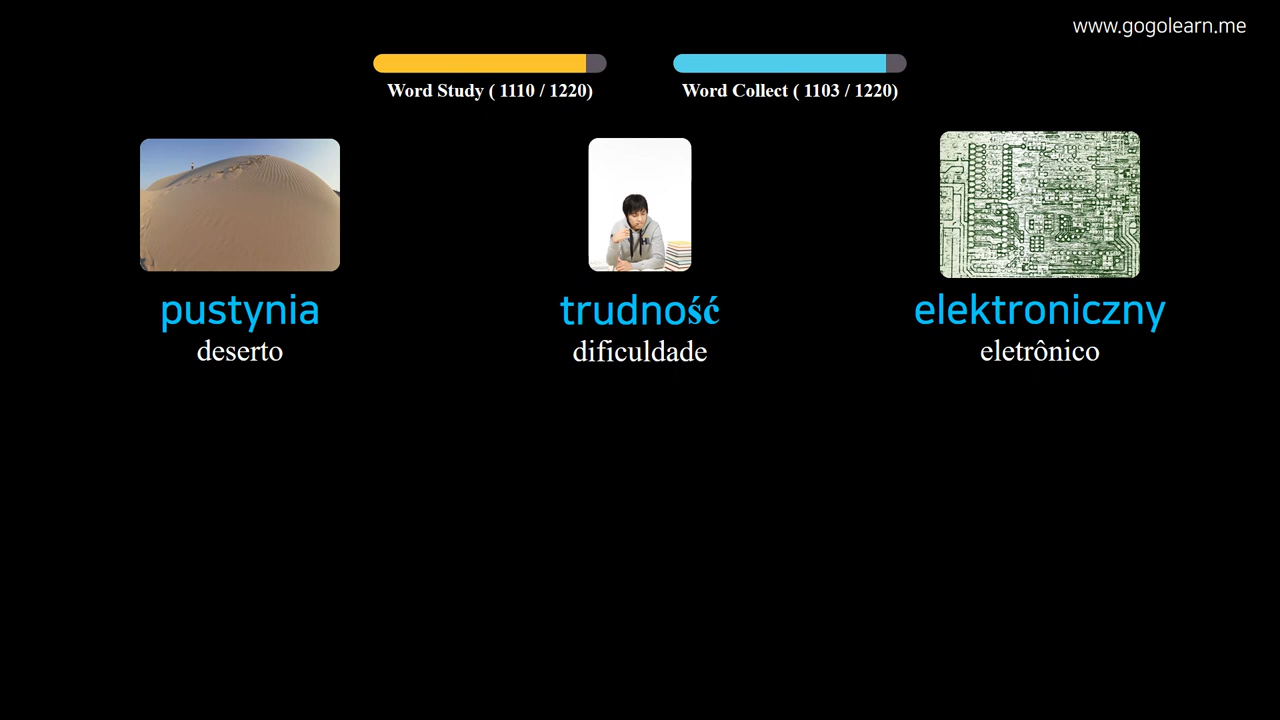 www.gogolearn.me
Word Study ( 1110 / 1220)
Word Collect ( 1103 / 1220)
pustynia
deserto
trudność
dificuldade
elektroniczny
eletrônico